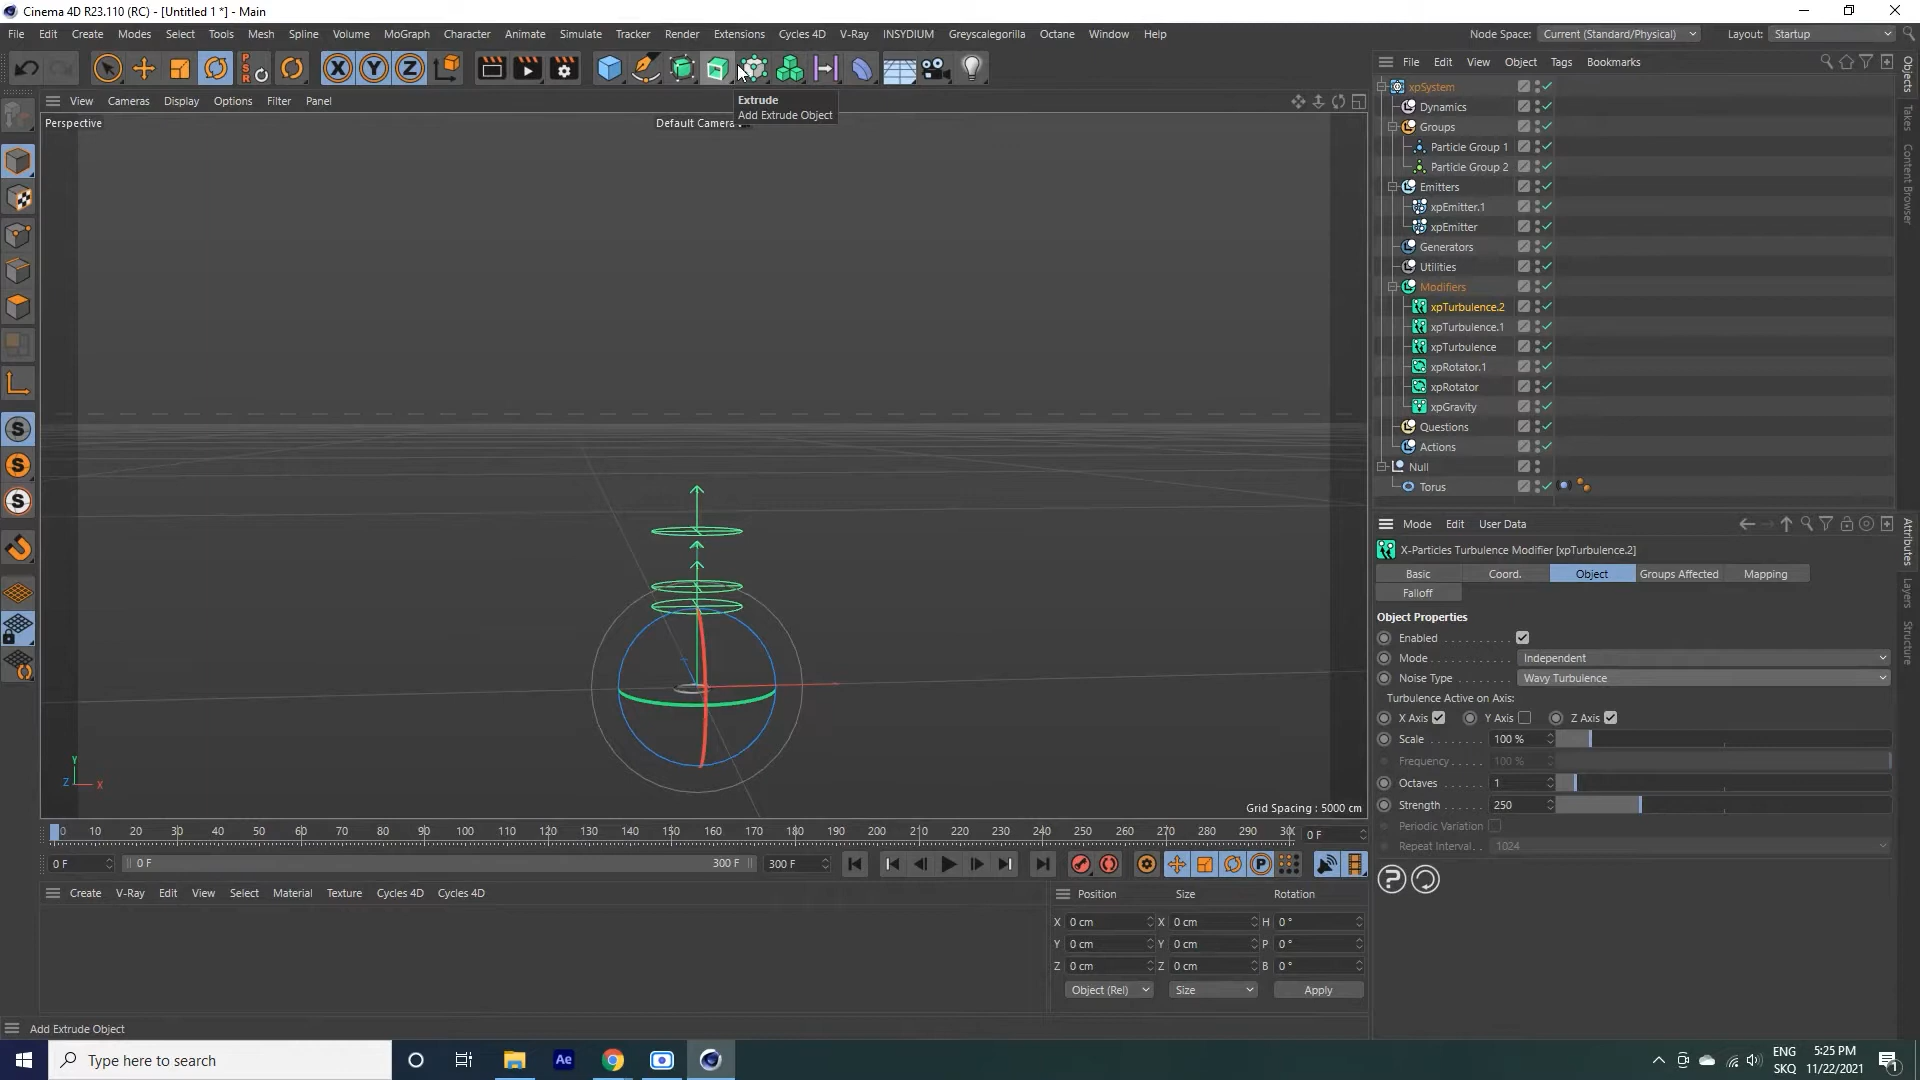 Cinema 4D R23.110 (RC) - [Untitled 1 *] - Main
File Edit Create Modes Select Tools Mesh Spline Volume MoGraph Character Animate Simulate Tracker Render Extensions Cycles 4D V-Ray INSYDIUM Greyscalegorilla Octane Window Help Node Space: Current (Standard/Physical) Layout: Startup
PSR X Y Z
File Edit View Object Tags Bookmarks
View Cameras Display Options Filter Panel
Perspective
Default Camera
Extrude
Add Extrude Object
xpSystem
Dynamics
Groups
Particle Group 1
Particle Group 2
Emitters
xpEmitter.1
xpEmitter
Generators
Utilities
Modifiers
xpTurbulence.2
xpTurbulence.1
xpTurbulence
xpRotator.1
xpRotator
xpGravity
Questions
Actions
Null
Torus
Objects
Takes
Content Browser
Attributes
Layers
Structure
Mode Edit User Data
X-Particles Turbulence Modifier [xpTurbulence.2]
Basic Coord. Object Groups Affected Mapping
Falloff
Object Properties
Enabled
Mode Independent
Noise Type Wavy Turbulence
Turbulence Active on Axis:
X Axis Y Axis Z Axis
Scale 100 %
Frequency 100 %
Octaves 1
Strength 250
Periodic Variation
Repeat Interval 1024
Y
Z X
Grid Spacing : 5000 cm
0 10 20 30 40 50 60 70 80 90 100 110 120 130 140 150 160 170 180 190 200 210 220 230 240 250 260 270 280 290 0 F
0 F 0 F 300 F 300 F
Create V-Ray Edit View Select Material Texture Cycles 4D Cycles 4D
Position Size Rotation
X 0 cm X 0 cm H 0 °
Y 0 cm Y 0 cm P 0 °
Z 0 cm Z 0 cm B 0 °
Object (Rel) Size Apply
Add Extrude Object
Type here to search
Ae
ENG
SKQ
5:25 PM
11/22/2021
1